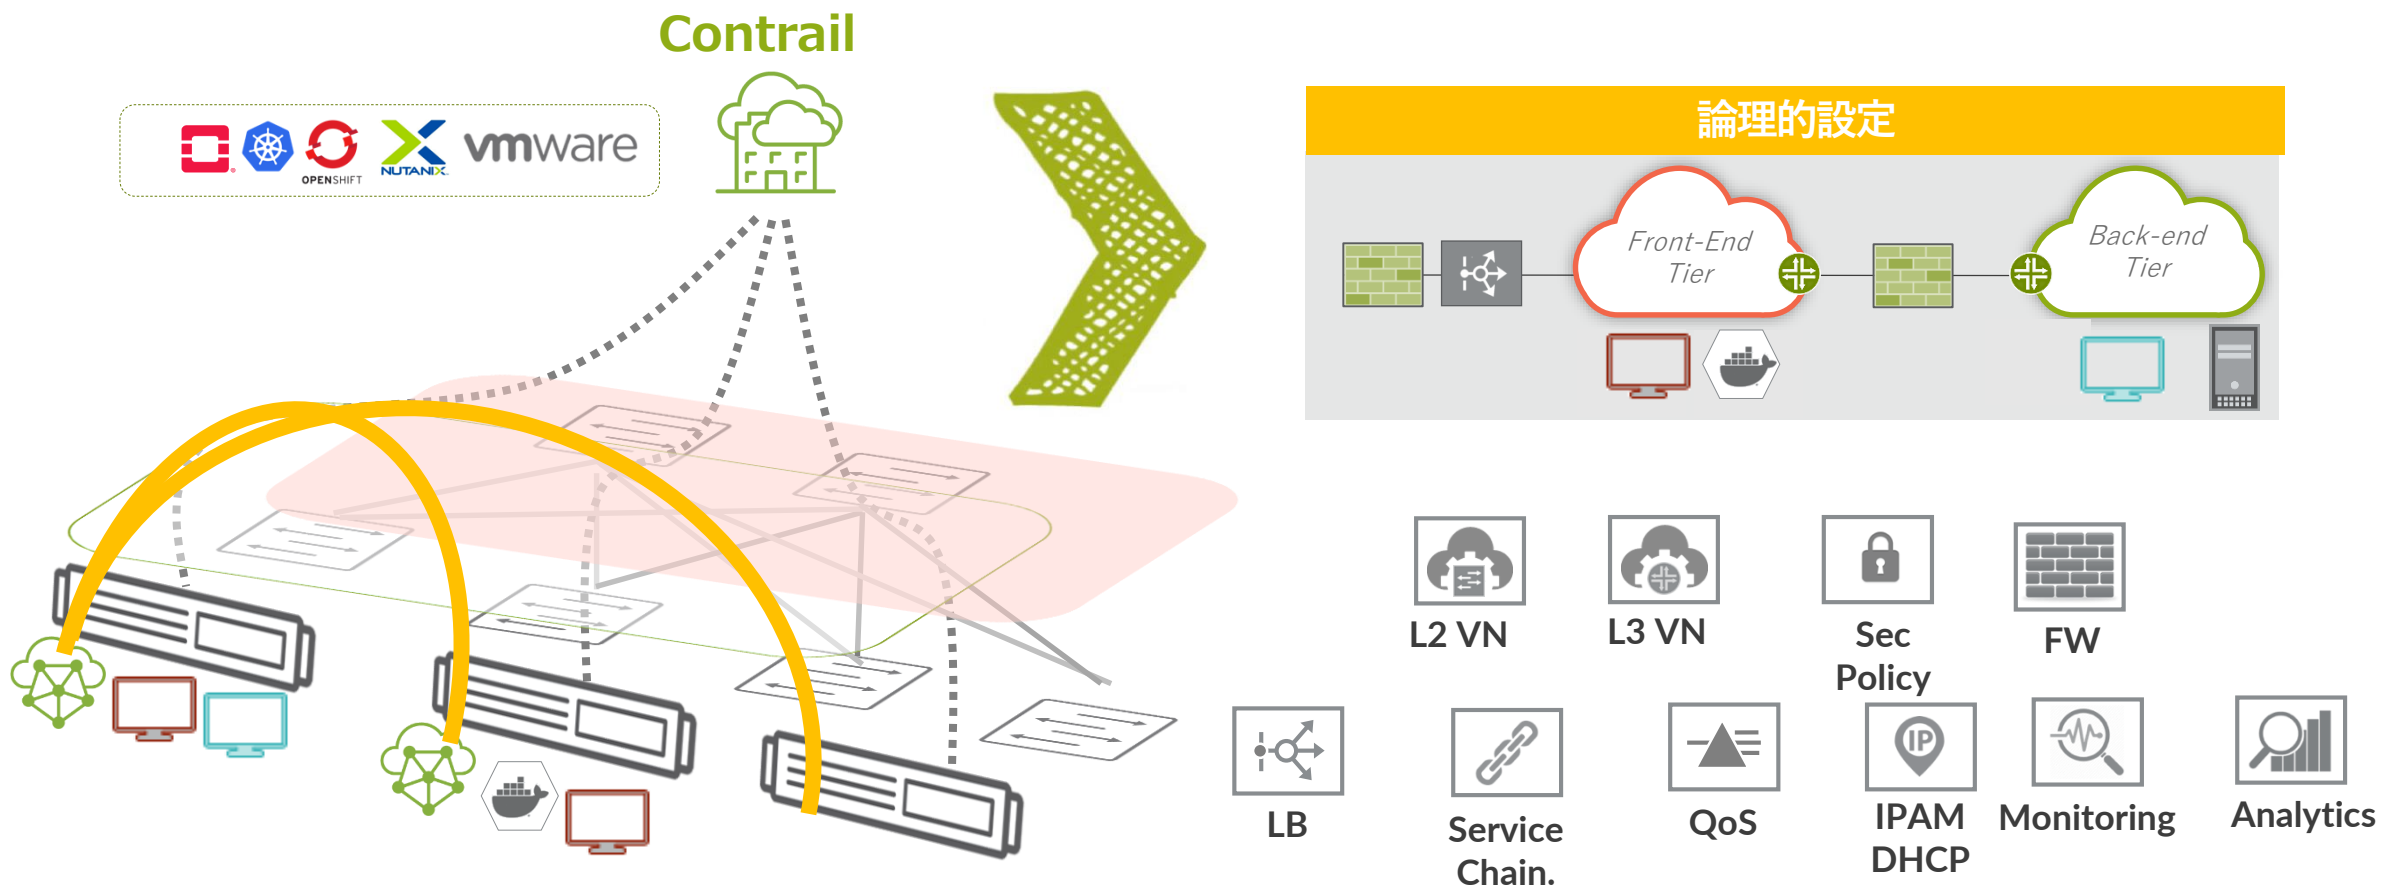 Contrail
OPENSHIFT
NUTANIX
vmware
論理的設定
Front-End
Tier
Back-end
Tier
L2 VN
L3 VN
Sec
Policy
FW
LB
Service
Chain.
QoS
IP
IPAM
DHCP
Monitoring
Analytics